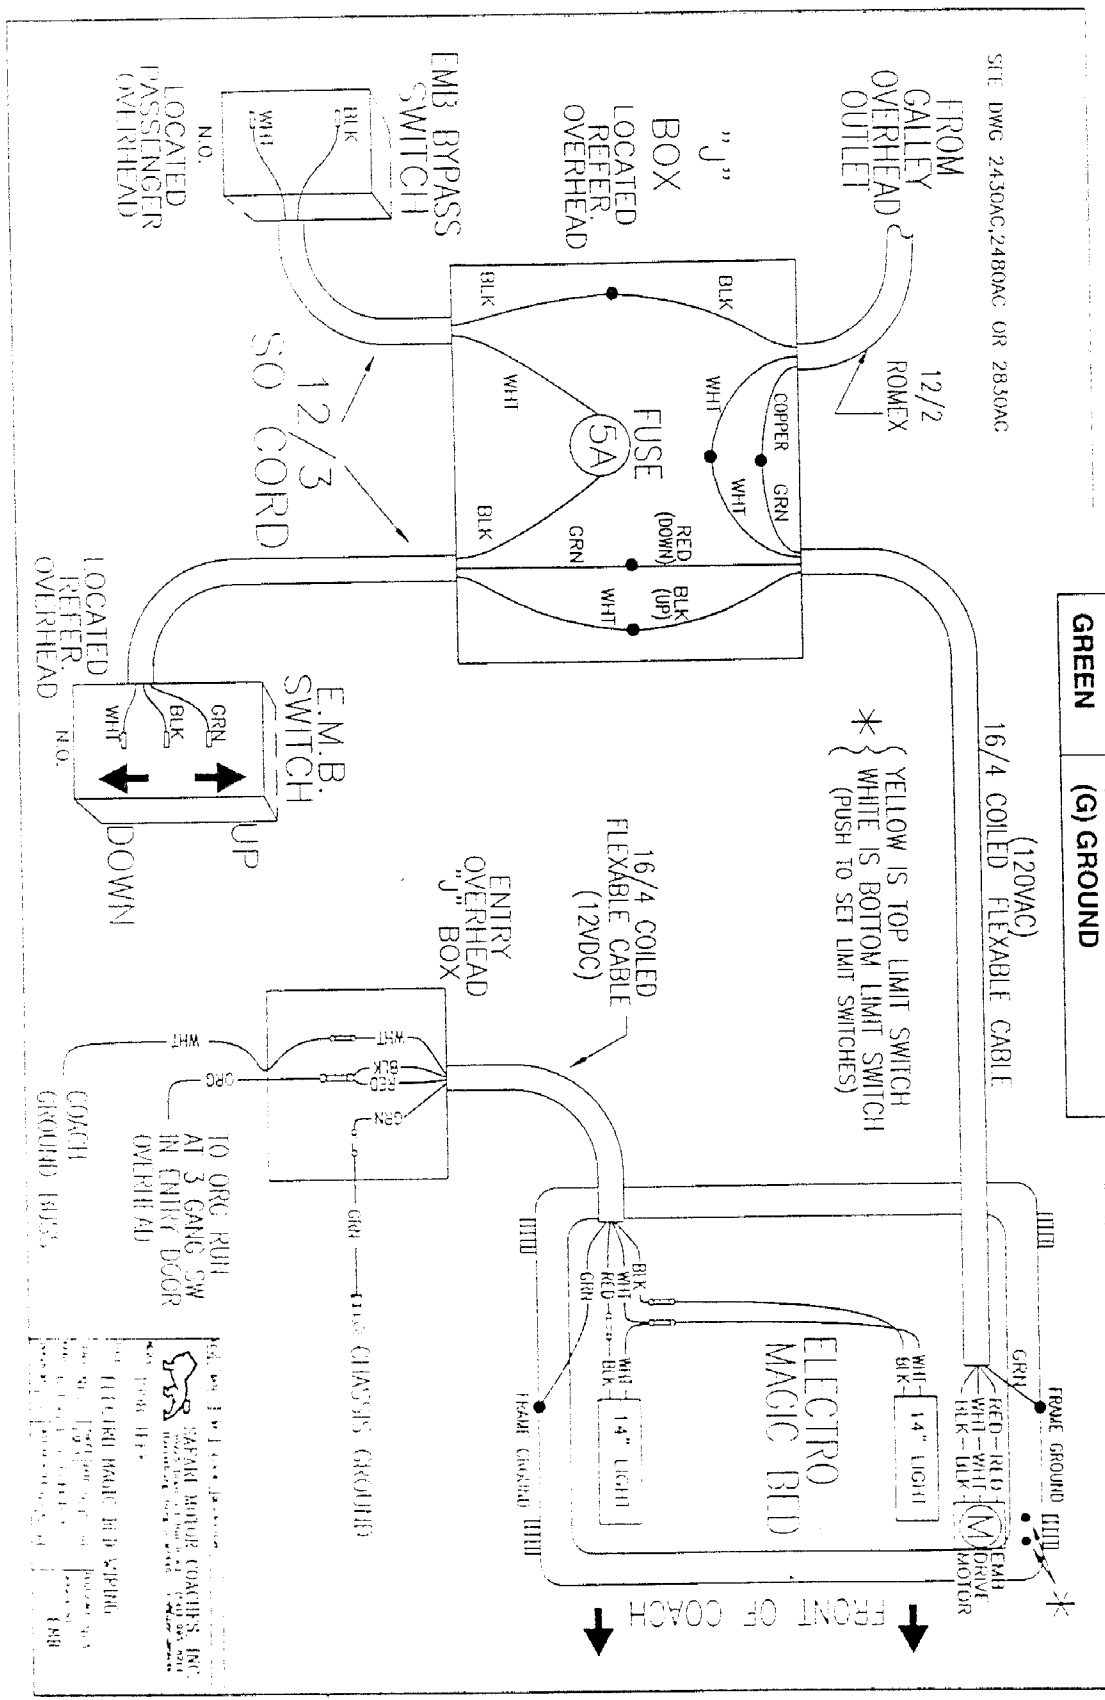 GREEN
(G) GROUND
SEE DWG 2430AC,2480AC OR 2830AC
FROM
GALLEY
OVERHEAD
OUTLET
12/2
ROMEX
"J"
BOX
LOCATED
REFER.
OVERHEAD
EMB BYPASS
SWITCH
BLK
WHT
N.O.
LOCATED
PASSENGER
OVERHEAD
BLK
BLK
WHT
COPPER
GRN
WHT
WHT
FUSE
5A
BLK
RED
(DOWN)
GRN
BLK
(UP)
WHT
12/3
SO CORD
E.M.B.
SWITCH
GRN
BLK
WHT
UP
DOWN
N.O.
LOCATED
REFER.
OVERHEAD
16/4 COILED FLEXABLE CABLE
(120VAC)
* { YELLOW IS TOP LIMIT SWITCH
WHITE IS BOTTOM LIMIT SWITCH
(PUSH TO SET LIMIT SWITCHES)
16/4 COILED
FLEXABLE CABLE
(12VDC)
ENTRY
OVERHEAD
"J" BOX
WHT
BLK
RED
GRN
WHT
ORG
GRN
CHASSIS GROUND
TO ORG RUN
AT 3 GANG SW
IN ENTRY DOOR
OVERHEAD
COACH
GROUND BUSS
FRAME GROUND
GRN
RED RED
WHT WHT
BLK BLK
M
EMB
DRIVE
MOTOR
*
14" LIGHT
WHT
BLK
ELECTRO
MAGIC BED
BLK
WHT
RED
GRN
WHT
BLK
14" LIGHT
FRAME GROUND
FRONT OF COACH
SAFARI MOTOR COACHES, INC.
ELECTRO MAGIC BED WIRING
EMB